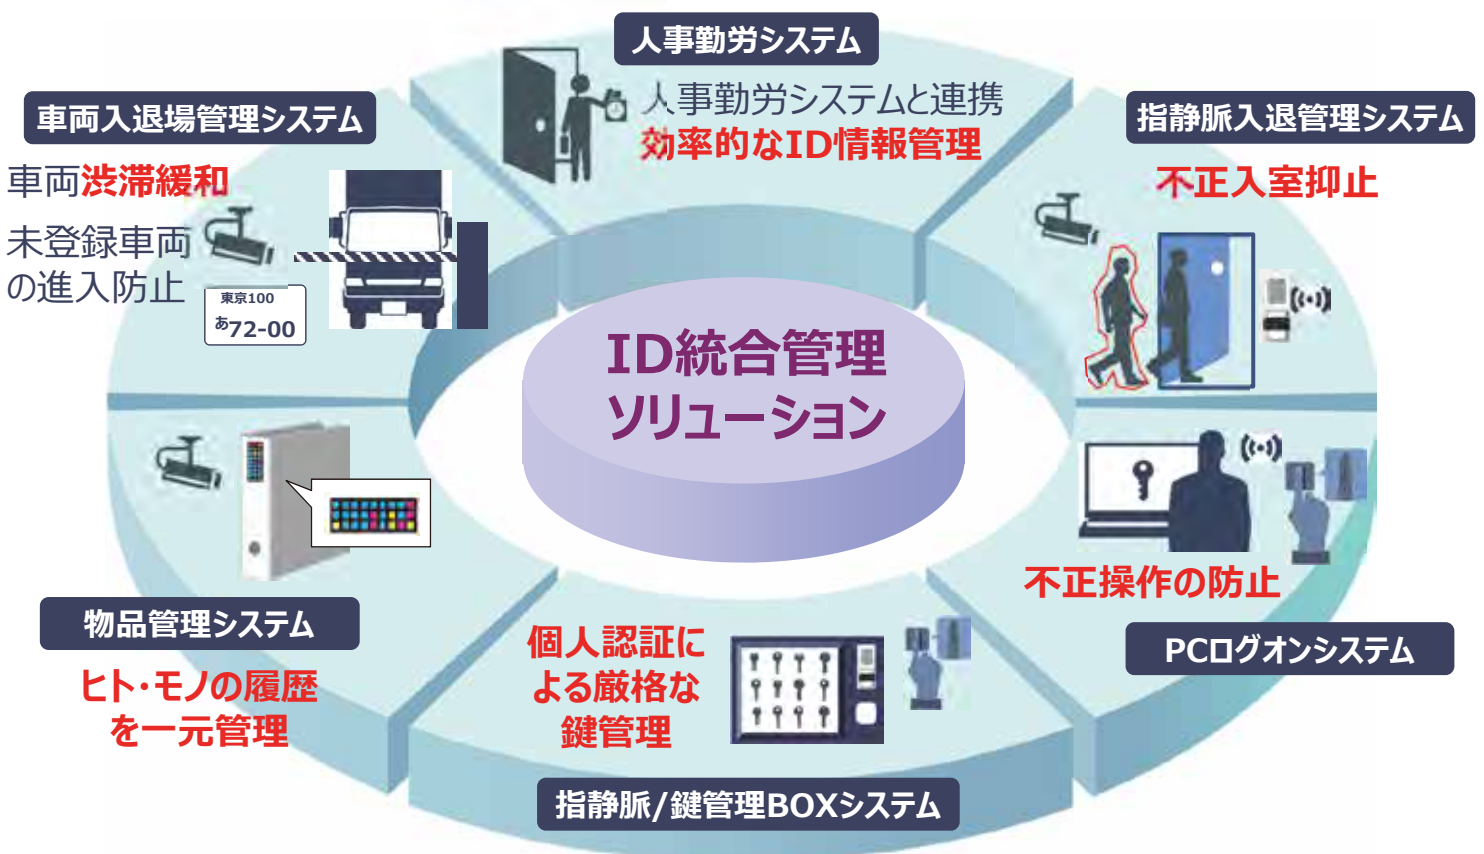 人事勤労システム
人事勤労システムと連携
効率的なID情報管理
車両入退場管理システム
車両渋滞緩和
未登録車両
の進入防止
東京100
あ72-00
指静脈入退管理システム
不正入室抑止
ID統合管理
ソリューション
不正操作の防止
PCログオンシステム
物品管理システム
ヒト・モノの履歴
を一元管理
個人認証に
よる厳格な
鍵管理
指静脈/鍵管理BOXシステム